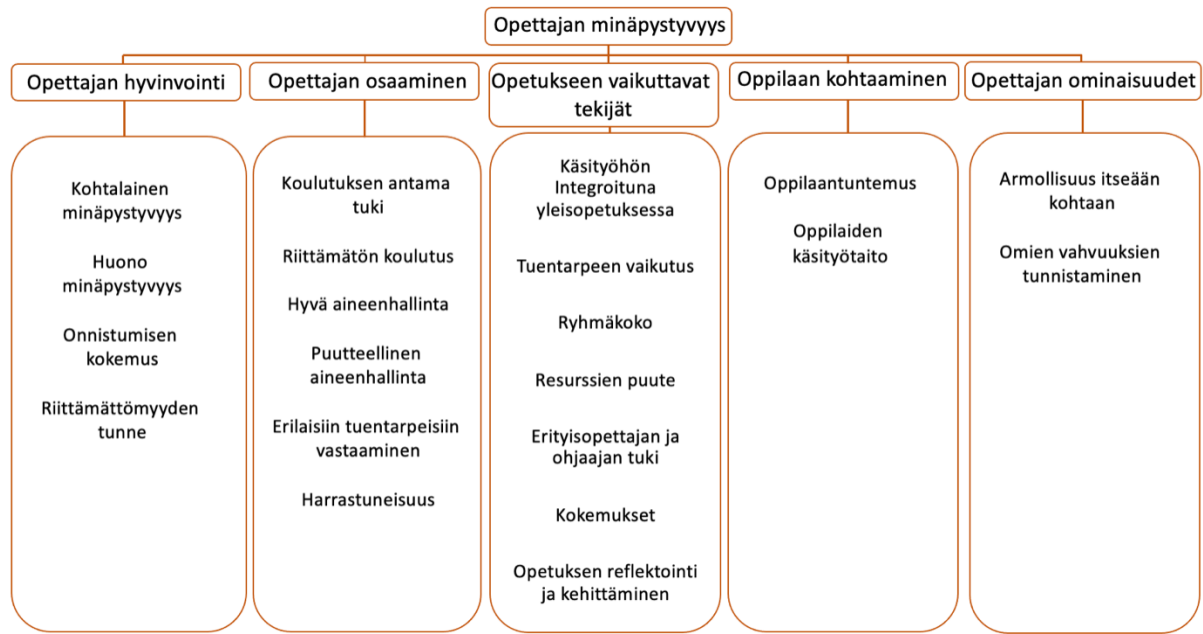 Opettajan minäpystyvyys
Opettajan hyvinvointi
Kohtalainen
minäpystyvyys
Huono
minäpystyvyys
Onnistumisen
kokemus
Riittämättömyyden
tunne
Opettajan osaaminen
Koulutuksen antama
tuki
Riittämätön koulutus
Hyvä aineenhallinta
Puutteellinen
aineenhallinta
Erilaisiin tuentarpeisiin
vastaaminen
Harrastuneisuus
Opetukseen vaikuttavat
tekijät
Käsityöhön
Integroituna
yleisopetuksessa
Tuentarpeen vaikutus
Ryhmäkoko
Resurssien puute
Erityisopettajan ja
ohjaajan tuki
Kokemukset
Opetuksen reflektointi
ja kehittäminen
Oppilaan kohtaaminen
Oppilaantuntemus
Oppilaiden
käsityötaito
Opettajan ominaisuudet
Armollisuus itseään
kohtaan
Omien vahvuuksien
tunnistaminen